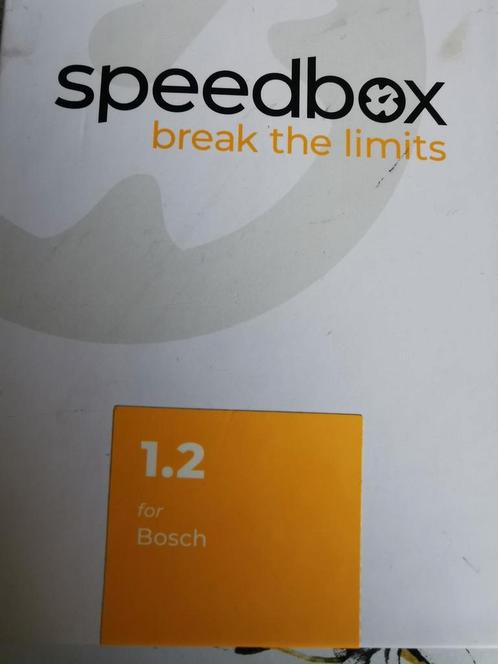 speedbox
break the limits
1.2
for
Bosch